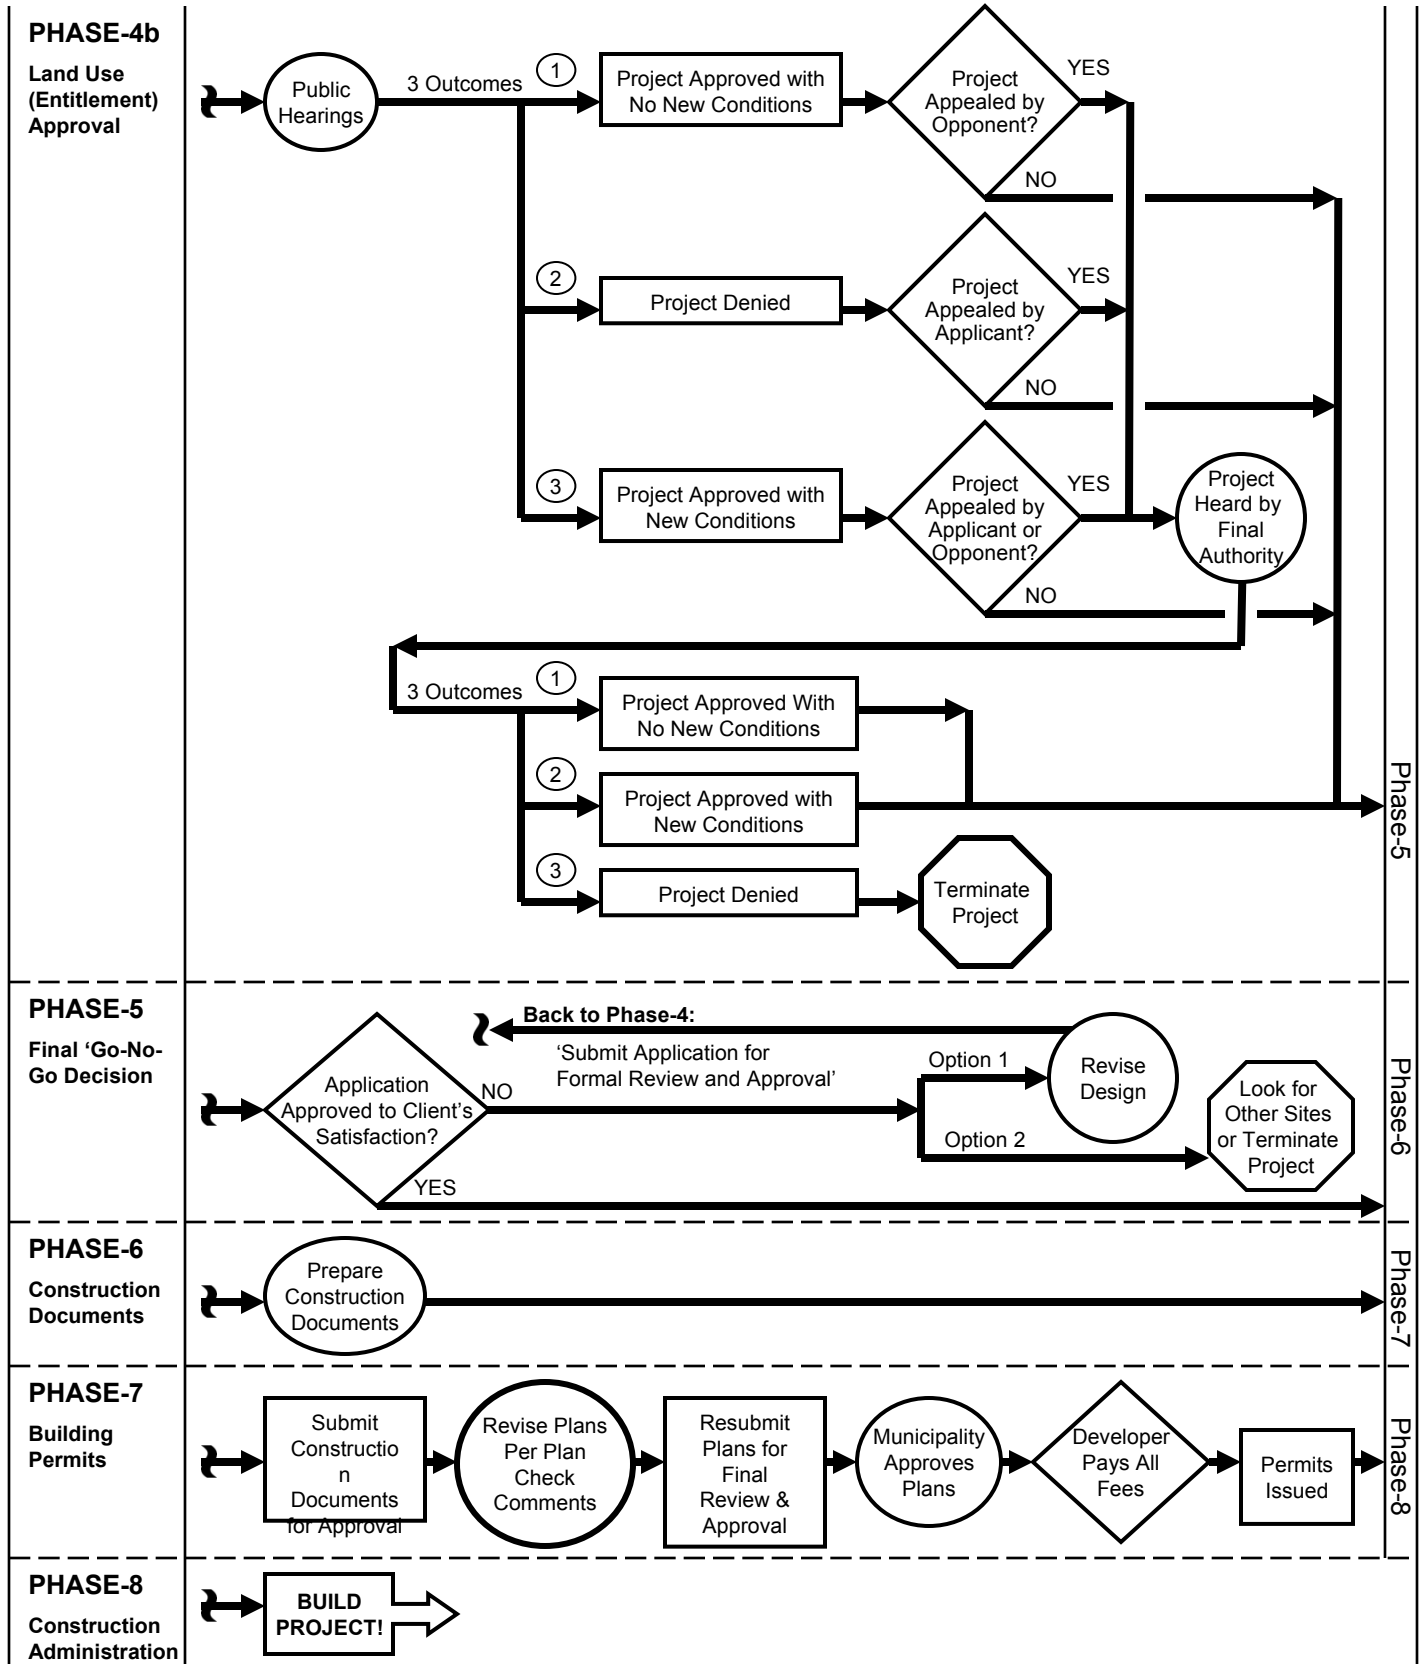 PHASE-4b
Land Use
(Entitlement)
Approval
Public
Hearings
3 Outcomes
1
Project Approved with
No New Conditions
Project
Appealed by
Opponent?
YES
NO
2
Project Denied
Project
Appealed by
Applicant?
YES
NO
3
Project Approved with
New Conditions
Project
Appealed by
Applicant or
Opponent?
YES
NO
Project
Heard by
Final
Authority
3 Outcomes
1
Project Approved With
No New Conditions
2
Project Approved with
New Conditions
3
Project Denied
Terminate
Project
Phase-5
PHASE-5
Final ‘Go-No-
Go Decision
Application
Approved to Client’s
Satisfaction?
NO
YES
Back to Phase-4:
‘Submit Application for
Formal Review and Approval’
Option 1
Revise
Design
Option 2
Look for
Other Sites
or Terminate
Project
Phase-6
PHASE-6
Construction
Documents
Prepare
Construction
Documents
Phase-7
PHASE-7
Building
Permits
Submit
Constructio
n
Documents
for Approval
Revise Plans
Per Plan
Check
Comments
Resubmit
Plans for
Final
Review &
Approval
Municipality
Approves
Plans
Developer
Pays All
Fees
Permits
Issued
Phase-8
PHASE-8
Construction
Administration
BUILD
PROJECT!